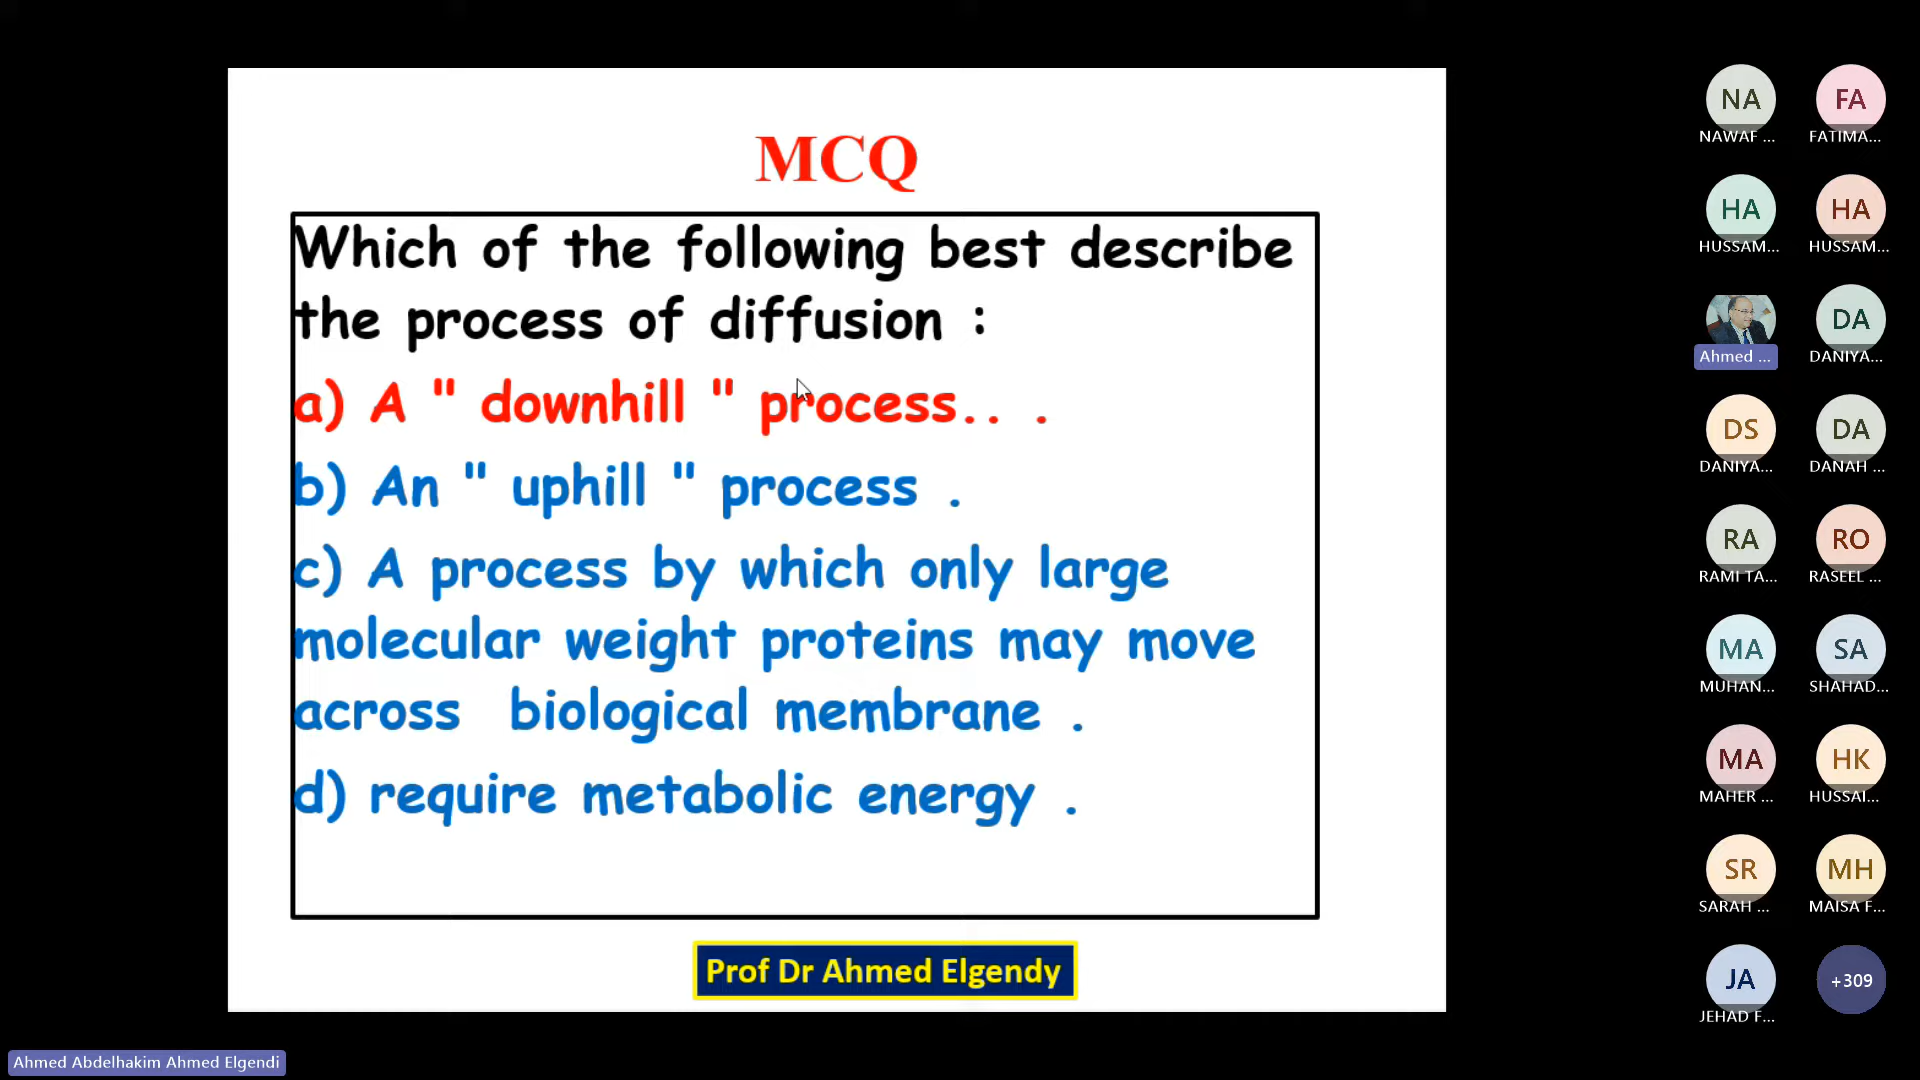 MCQ
Which of the following best describe
the process of diffusion :
a) A " downhill " process.. .
b) An " uphill " process .
c) A process by which only large
molecular weight proteins may move
across biological membrane .
d) require metabolic energy .
Prof Dr Ahmed Elgendy
Ahmed Abdelhakim Ahmed Elgendi
NA
NAWAF ...
FA
FATIMA...
HA
HUSSAM...
HA
HUSSAM...
Ahmed ...
DA
DANIYA...
DS
DANIYA...
DA
DANAH ...
RA
RAMI TA...
RO
RASEEL ...
MA
MUHAN...
SA
SHAHAD...
MA
MAHER ...
HK
HUSSAI...
SR
SARAH ...
MH
MAISA F...
JA
JEHAD F...
+309